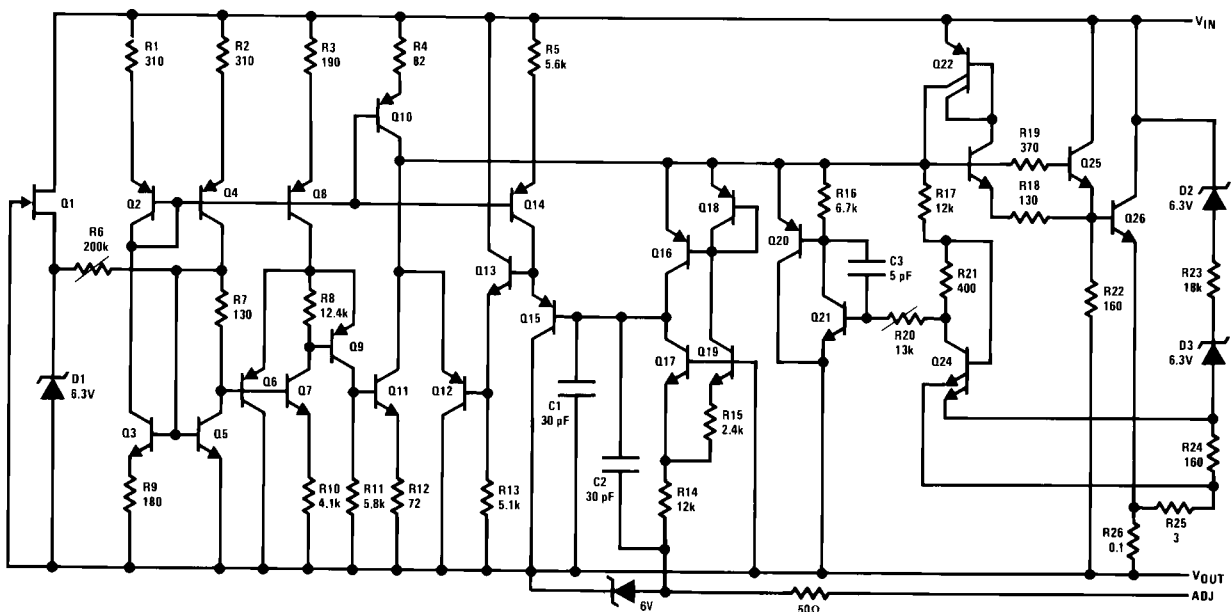 V_IN
R1
310
R2
310
R3
190
R4
82
R5
5.6k
Q22
Q10
R19
370
Q25
Q1
Q2
Q4
Q8
Q14
Q18
R16
6.7k
R17
12k
R18
130
Q26
D2
6.3V
R6
200k
Q13
Q16
Q20
C3
5 pF
R21
400
R7
130
R8
12.4k
Q15
Q21
R20
13k
R22
160
R23
18k
D1
6.3V
Q6
Q7
Q9
Q11
Q12
Q17
Q19
Q24
D3
6.3V
C1
30 pF
R15
2.4k
Q3
Q5
R24
160
C2
30 pF
R9
180
R10
4.1k
R11
5.8k
R12
72
R13
5.1k
R14
12k
R26
0.1
R25
3
V_OUT
6V
50Ω
ADJ